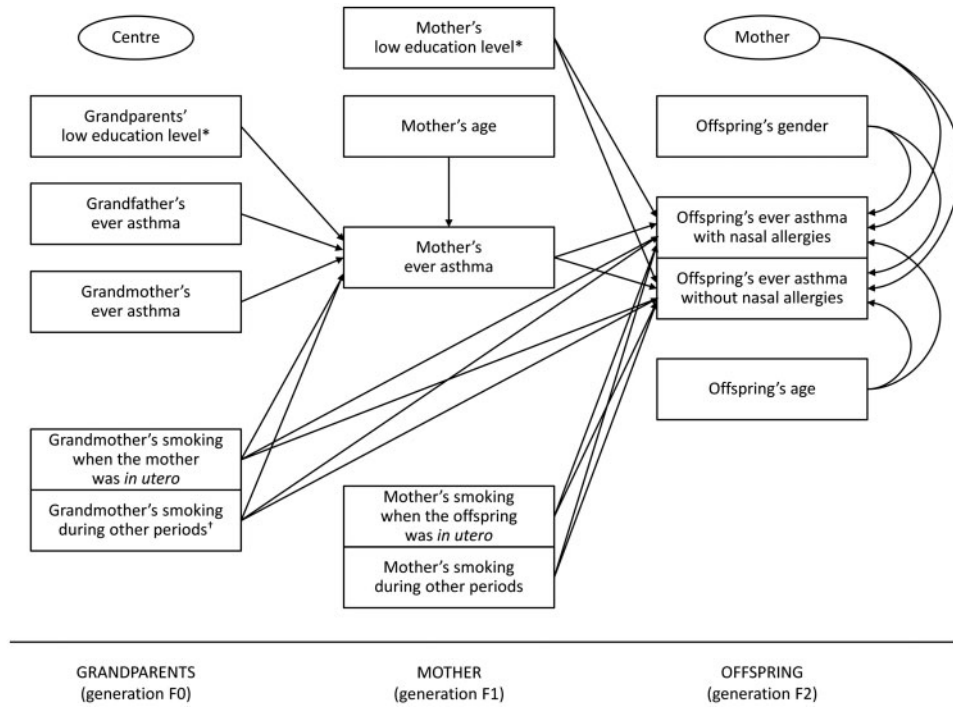 Centre
Grandparents'
low education level*
Grandfather's
ever asthma
Grandmother's
ever asthma
Grandmother's smoking
when the mother
was in utero
Grandmother's smoking
during other periods†
Mother's
low education level*
Mother's age
Mother's
ever asthma
Mother's smoking
when the offspring
was in utero
Mother's smoking
during other periods
Mother
Offspring's gender
Offspring's ever asthma
with nasal allergies
Offspring's ever asthma
without nasal allergies
Offspring's age
GRANDPARENTS
(generation F0)
MOTHER
(generation F1)
OFFSPRING
(generation F2)